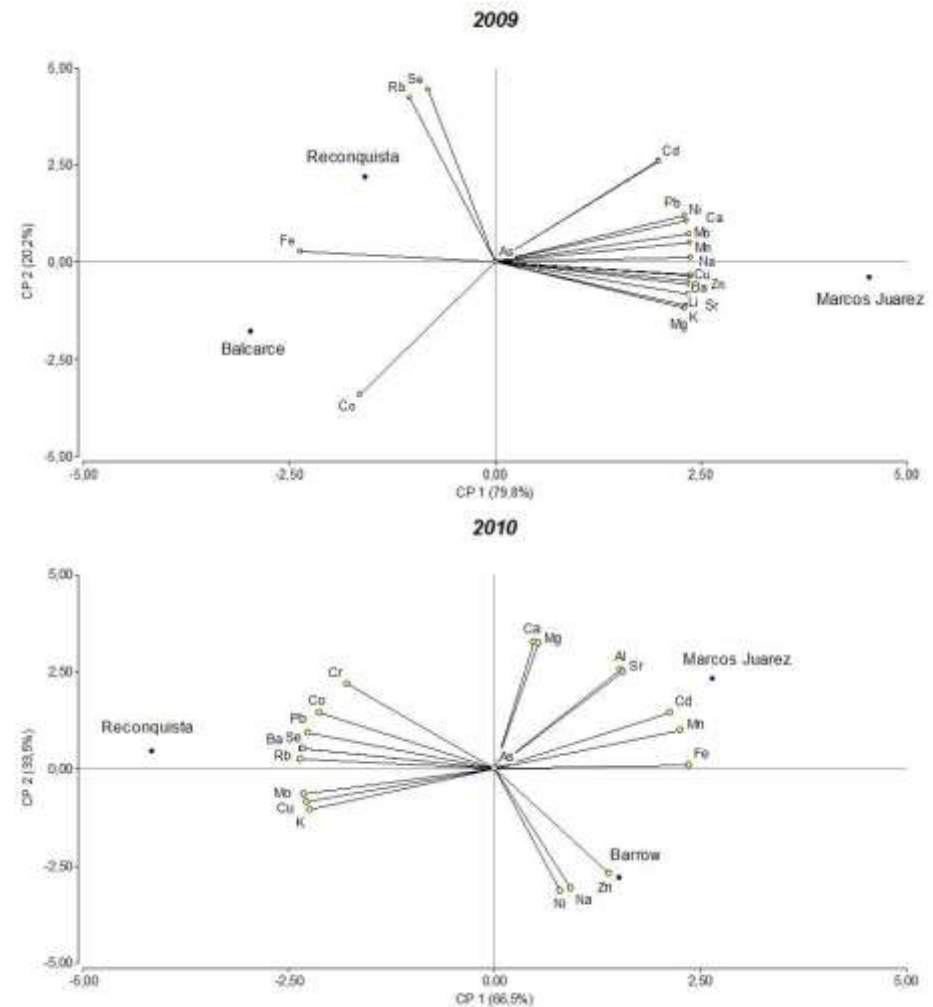 2009
5,00
Rb Se
Reconquista
Cd
2,50
Pb Ni Ca
Mo
Fe
As
Mn
0,00
Na
Cu
Ba Zn
Marcos Juarez
Li Sr
K
Mg
Balcarce
-2,50
Co
-5,00
-5,00 -2,50 0,00 2,50 5,00
CP 1 (79,8%)
CP 2 (20,2%)
2010
5,00
Ca Mg
Al
Sr
Marcos Juarez
2,50
Cr
Cd
Co
Mn
Reconquista
Pb
Ba Se
Fe
Rb
As
0,00
Mo
Cu
K
Barrow
-2,50
Zn
Ni Na
-5,00
-5,00 -2,50 0,00 2,50 5,00
CP 1 (66,5%)
CP 2 (33,5%)